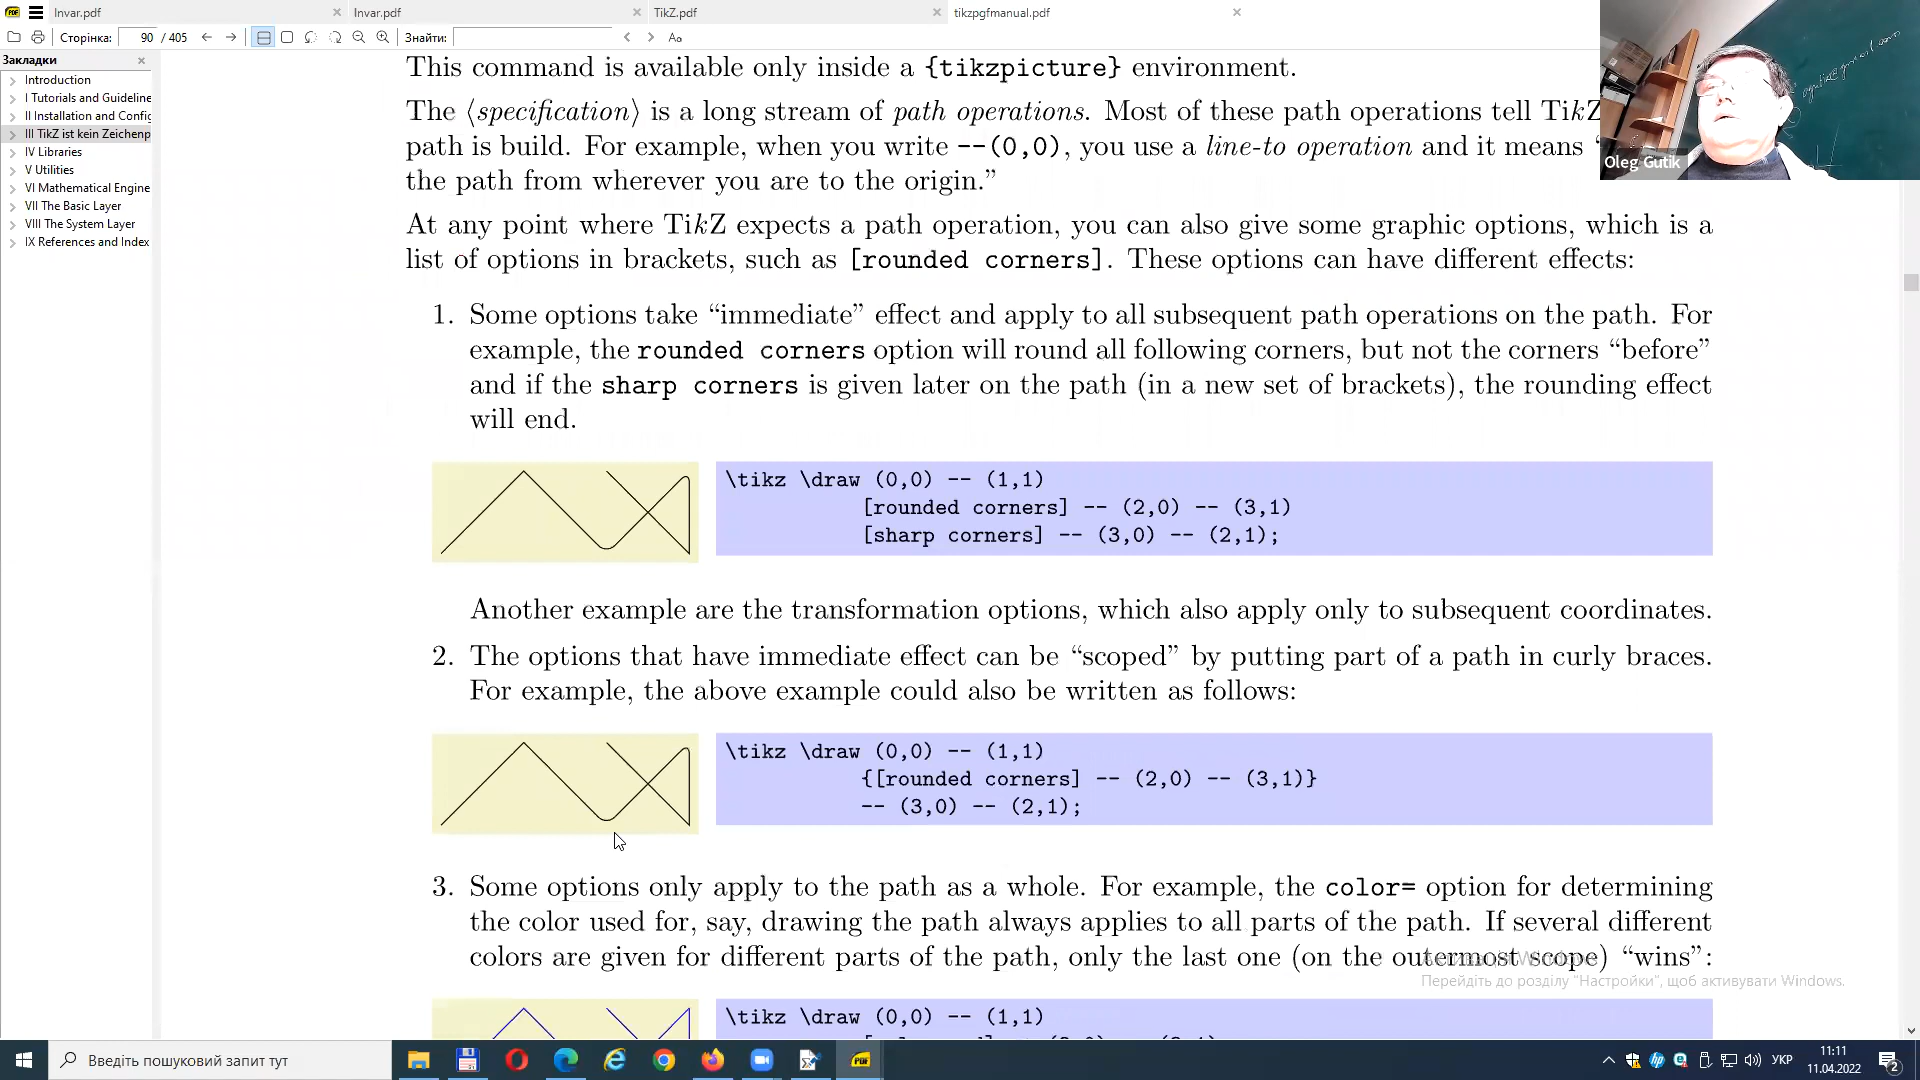 Invar.pdf
Invar.pdf
TikZ.pdf
tikzpgfmanual.pdf
Сторінка: 90 / 405
Знайти:
Закладки
Introduction
I Tutorials and Guideline
II Installation and Config
III TikZ ist kein Zeichenp
IV Libraries
V Utilities
VI Mathematical Engine
VII The Basic Layer
VIII The System Layer
IX References and Index
This command is available only inside a {tikzpicture} environment.
The ⟨specification⟩ is a long stream of path operations. Most of these path operations tell TikZ
path is build. For example, when you write --(0,0), you use a line-to operation and it means “
the path from wherever you are to the origin.”
At any point where TikZ expects a path operation, you can also give some graphic options, which is a
list of options in brackets, such as [rounded corners]. These options can have different effects:
1. Some options take “immediate” effect and apply to all subsequent path operations on the path. For
example, the rounded corners option will round all following corners, but not the corners “before”
and if the sharp corners is given later on the path (in a new set of brackets), the rounding effect
will end.
\tikz \draw (0,0) -- (1,1)
[rounded corners] -- (2,0) -- (3,1)
[sharp corners] -- (3,0) -- (2,1);
Another example are the transformation options, which also apply only to subsequent coordinates.
2. The options that have immediate effect can be “scoped” by putting part of a path in curly braces.
For example, the above example could also be written as follows:
\tikz \draw (0,0) -- (1,1)
{[rounded corners] -- (2,0) -- (3,1)}
-- (3,0) -- (2,1);
3. Some options only apply to the path as a whole. For example, the color= option for determining
the color used for, say, drawing the path always applies to all parts of the path. If several different
colors are given for different parts of the path, only the last one (on the outermost scope) “wins”:
\tikz \draw (0,0) -- (1,1)
Oleg Gutik
Перейдіть до розділу "Настройки", щоб активувати Windows.
Введіть пошуковий запит тут
PDF
УКР
11:11
11.04.2022
2